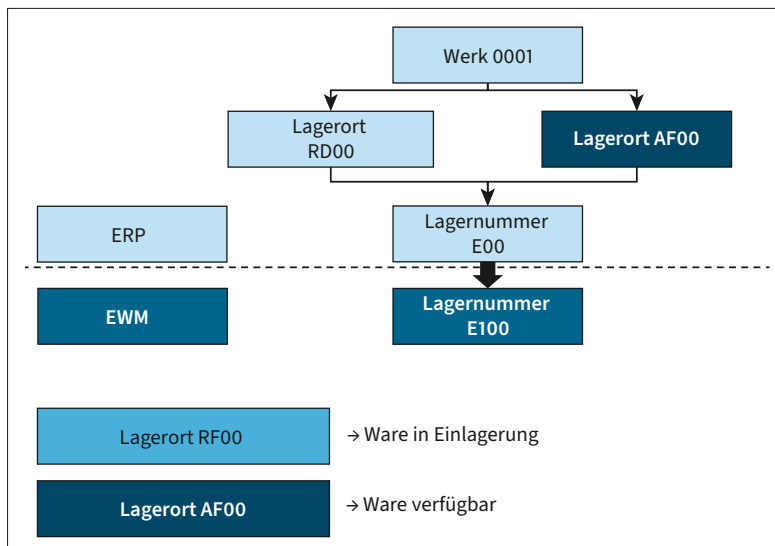 Werk 0001
Lagerort
RD00
Lagerort AF00
ERP
Lagernummer
E00
EWM
Lagernummer
E100
Lagerort RF00
→ Ware in Einlagerung
Lagerort AF00
→ Ware verfügbar